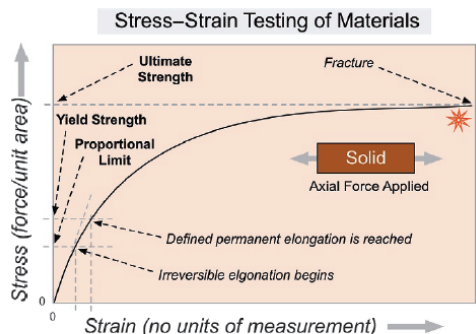 Stress–Strain Testing of Materials
Ultimate
Strength
Fracture
Yield Strength
Proportional
Limit
Solid
Axial Force Applied
Defined permanent elongation is reached
Irreversible elgonation begins
Stress (force/unit area)
0
0
Strain (no units of measurement)